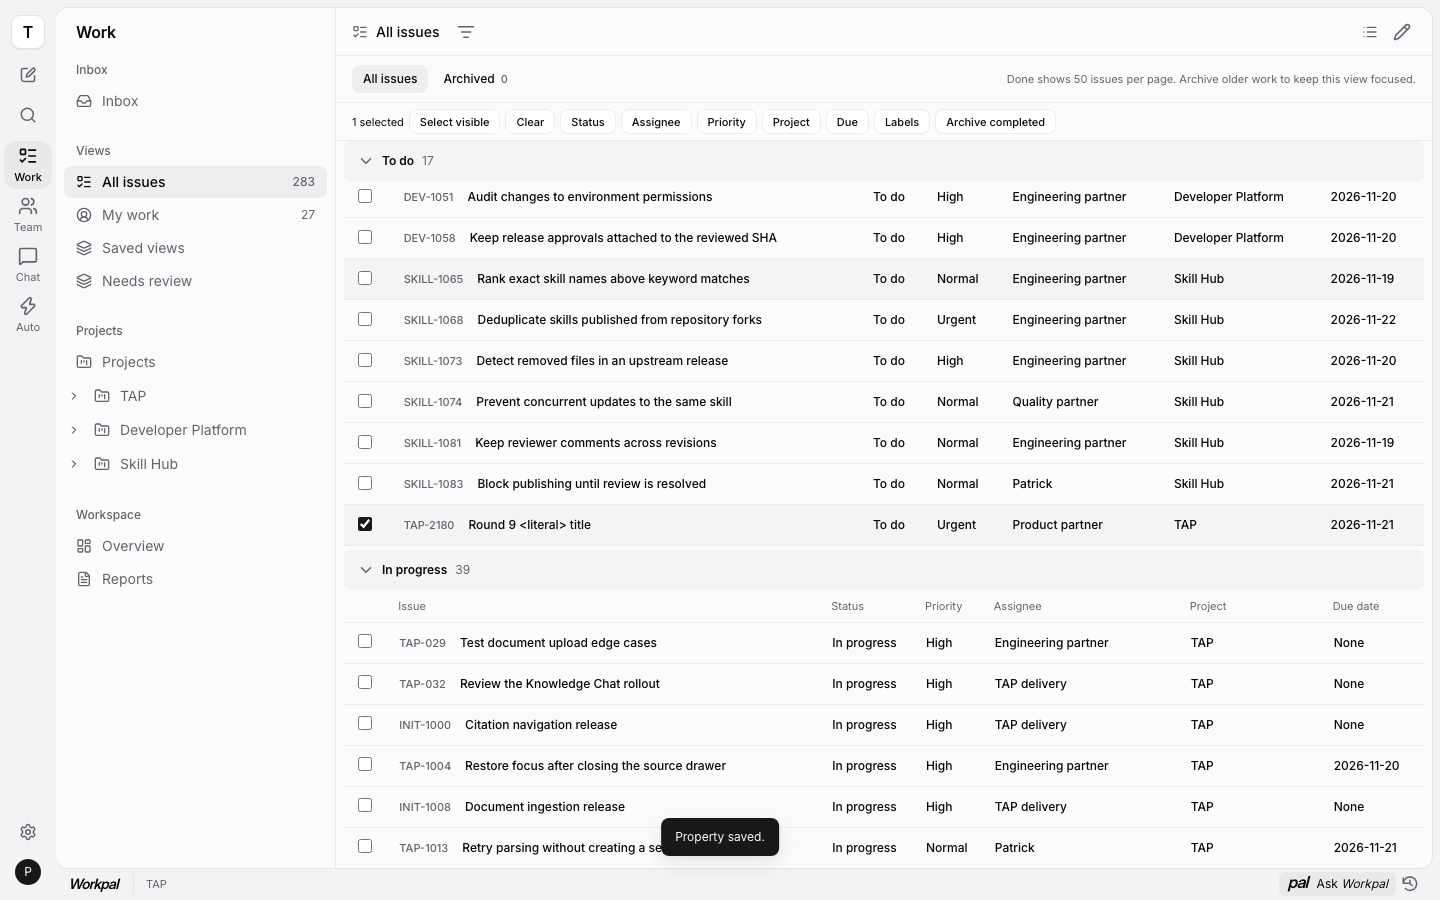 T
Work
Team
Chat
Auto
P
Work
Inbox
Inbox
Views
All issues 283
My work 27
Saved views
Needs review
Projects
Projects
TAP
Developer Platform
Skill Hub
Workspace
Overview
Reports
All issues
All issues Archived 0 Done shows 50 issues per page. Archive older work to keep this view focused.
1 selected Select visible Clear Status Assignee Priority Project Due Labels Archive completed
To do 17
DEV-1051 Audit changes to environment permissions To do High Engineering partner Developer Platform 2026-11-20
DEV-1058 Keep release approvals attached to the reviewed SHA To do High Engineering partner Developer Platform 2026-11-20
SKILL-1065 Rank exact skill names above keyword matches To do Normal Engineering partner Skill Hub 2026-11-19
SKILL-1068 Deduplicate skills published from repository forks To do Urgent Engineering partner Skill Hub 2026-11-22
SKILL-1073 Detect removed files in an upstream release To do High Engineering partner Skill Hub 2026-11-20
SKILL-1074 Prevent concurrent updates to the same skill To do Normal Quality partner Skill Hub 2026-11-21
SKILL-1081 Keep reviewer comments across revisions To do Normal Engineering partner Skill Hub 2026-11-19
SKILL-1083 Block publishing until review is resolved To do Normal Patrick Skill Hub 2026-11-21
TAP-2180 Round 9 <literal> title To do Urgent Product partner TAP 2026-11-21
In progress 39
Issue Status Priority Assignee Project Due date
TAP-029 Test document upload edge cases In progress High Engineering partner TAP None
TAP-032 Review the Knowledge Chat rollout In progress High TAP delivery TAP None
INIT-1000 Citation navigation release In progress High TAP delivery TAP None
TAP-1004 Restore focus after closing the source drawer In progress High Engineering partner TAP 2026-11-20
INIT-1008 Document ingestion release In progress High TAP delivery TAP None
TAP-1013 Retry parsing without creating a se In progress Normal Patrick TAP 2026-11-21
Property saved.
Workpal TAP
pal Ask Workpal